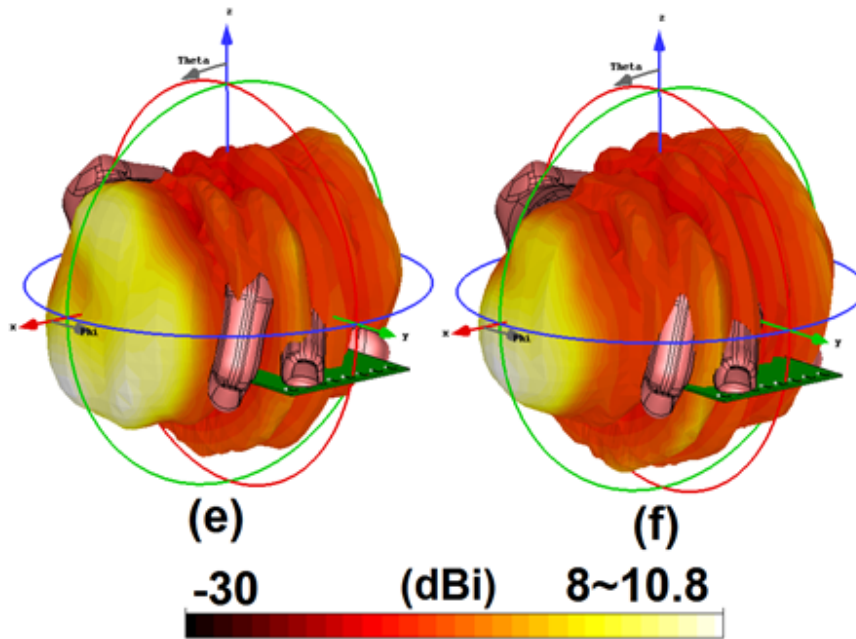 z z
Theta Theta
x Phi y x Phi y
(e) (f)
-30 (dBi) 8~10.8